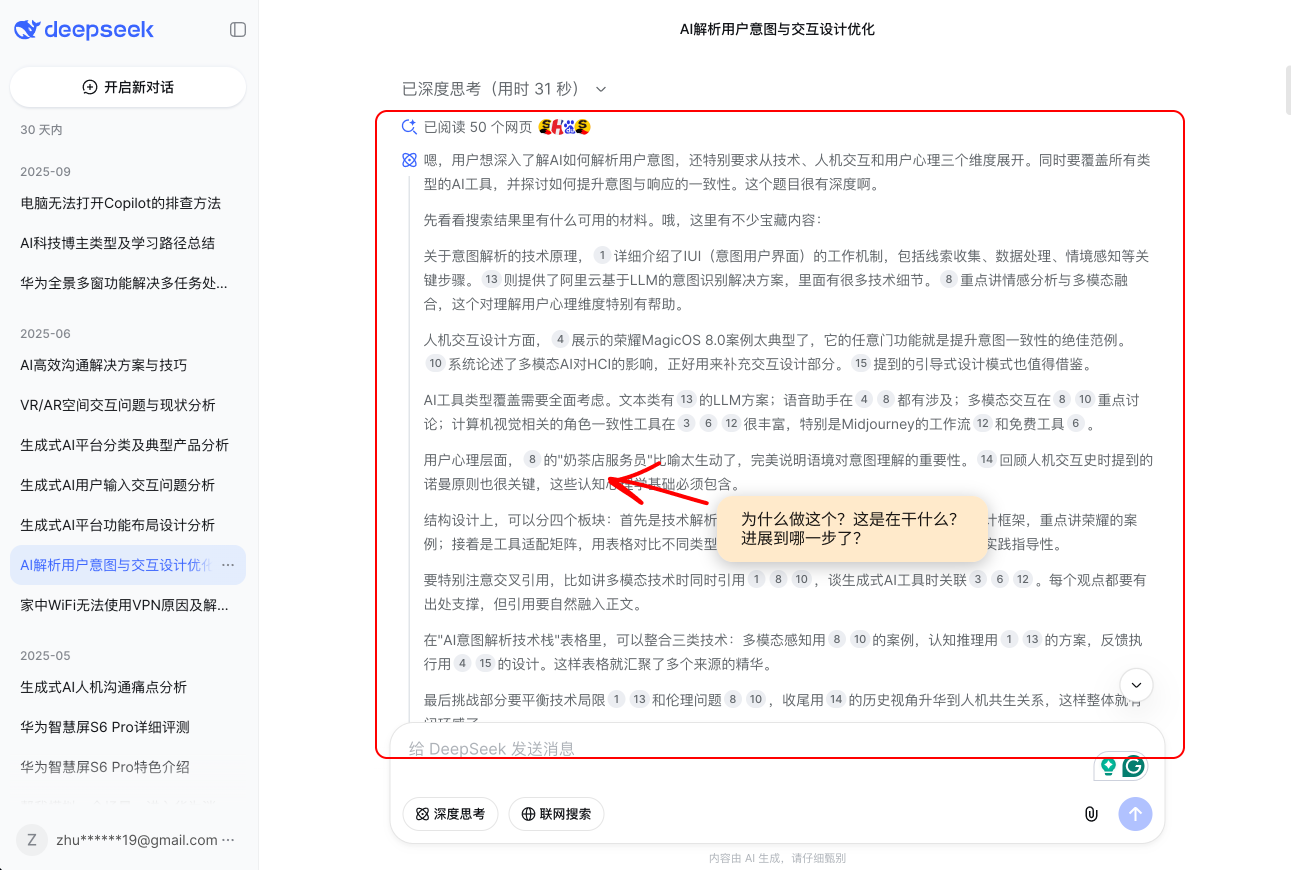 deepseek
开启新对话
30 天内
2025-09
电脑无法打开Copilot的排查方法
AI科技博主类型及学习路径总结
华为全景多窗功能解决多任务处...
2025-06
AI高效沟通解决方案与技巧
VR/AR空间交互问题与现状分析
生成式AI平台分类及典型产品分析
生成式AI用户输入交互问题分析
生成式AI平台功能布局设计分析
AI解析用户意图与交互设计优化
家中WiFi无法使用VPN原因及解...
2025-05
生成式AI人机沟通痛点分析
华为智慧屏S6 Pro详细评测
华为智慧屏S6 Pro特色介绍
Z zhu******19@gmail.com
AI解析用户意图与交互设计优化
已深度思考（用时 31 秒）
已阅读 50 个网页
嗯，用户想深入了解AI如何解析用户意图，还特别要求从技术、人机交互和用户心理三个维度展开。同时要覆盖所有类
型的AI工具，并探讨如何提升意图与响应的一致性。这个题目很有深度啊。
先看看搜索结果里有什么可用的材料。哦，这里有不少宝藏内容：
关于意图解析的技术原理， 1 详细介绍了IUI（意图用户界面）的工作机制，包括线索收集、数据处理、情境感知等关
键步骤。 13 则提供了阿里云基于LLM的意图识别解决方案，里面有很多技术细节。 8 重点讲情感分析与多模态融
合，这个对理解用户心理维度特别有帮助。
人机交互设计方面， 4 展示的荣耀MagicOS 8.0案例太典型了，它的任意门功能就是提升意图一致性的绝佳范例。
10 系统论述了多模态AI对HCI的影响，正好用来补充交互设计部分。 15 提到的引导式设计模式也值得借鉴。
AI工具类型覆盖需要全面考虑。文本类有 13 的LLM方案；语音助手在 4 8 都有涉及；多模态交互在 8 10 重点讨
论；计算机视觉相关的角色一致性工具在 3 6 12 很丰富，特别是Midjourney的工作流 12 和免费工具 6 。
用户心理层面， 8 的"奶茶店服务员"比喻太生动了，完美说明语境对意图理解的重要性。 14 回顾人机交互史时提到的
诺曼原则也很关键，这些认知心理学基础必须包含。
结构设计上，可以分四个板块：首先是技术解析 计框架，重点讲荣耀的案
例；接着是工具适配矩阵，用表格对比不同类型 实践指导性。
为什么做这个？这是在干什么？
进展到哪一步了？
要特别注意交叉引用，比如讲多模态技术时同时引用 1 8 10 ，谈生成式AI工具时关联 3 6 12 。每个观点都要有
出处支撑，但引用要自然融入正文。
在"AI意图解析技术栈"表格里，可以整合三类技术：多模态感知用 8 10 的案例，认知推理用 1 13 的方案，反馈执
行用 4 15 的设计。这样表格就汇聚了多个来源的精华。
最后挑战部分要平衡技术局限 1 13 和伦理问题 8 10 ，收尾用 14 的历史视角升华到人机共生关系，这样整体就有
给 DeepSeek 发送消息
深度思考
联网搜索
内容由 AI 生成，请仔细甄别